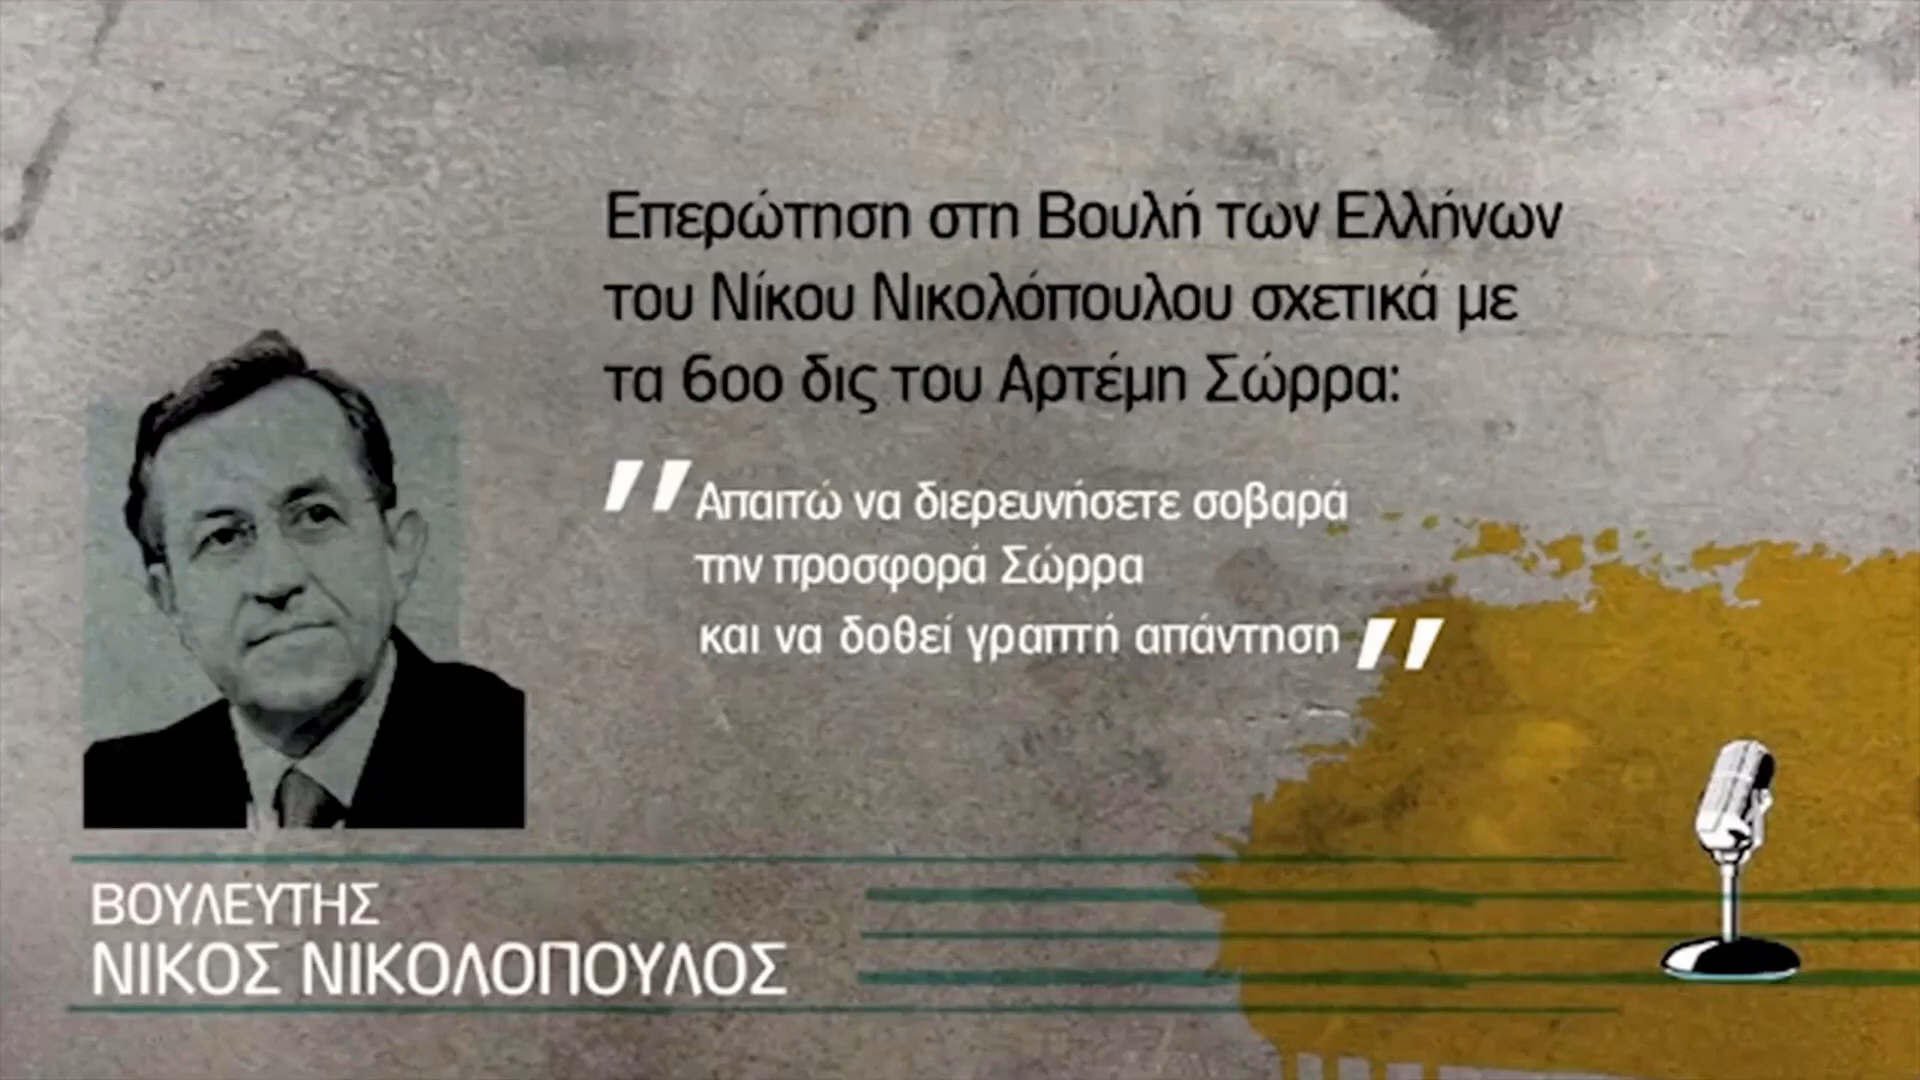 Επερώτηση στη Βουλή των Ελλήνων
του Νίκου Νικολόπουλου σχετικά με
τα 600 δις του Αρτέμη Σώρρα:
"Απαιτώ να διερευνήσετε σοβαρά
την προσφορά Σώρρα
και να δοθεί γραπτή απάντηση"
ΒΟΥΛΕΥΤΗΣ
ΝΙΚΟΣ ΝΙΚΟΛΟΠΟΥΛΟΣ